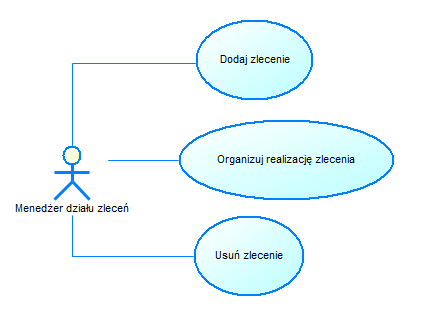 Dodaj zlecenie
Organizuj realizację zlecenia
Menedżer działu zleceń
Usuń zlecenie